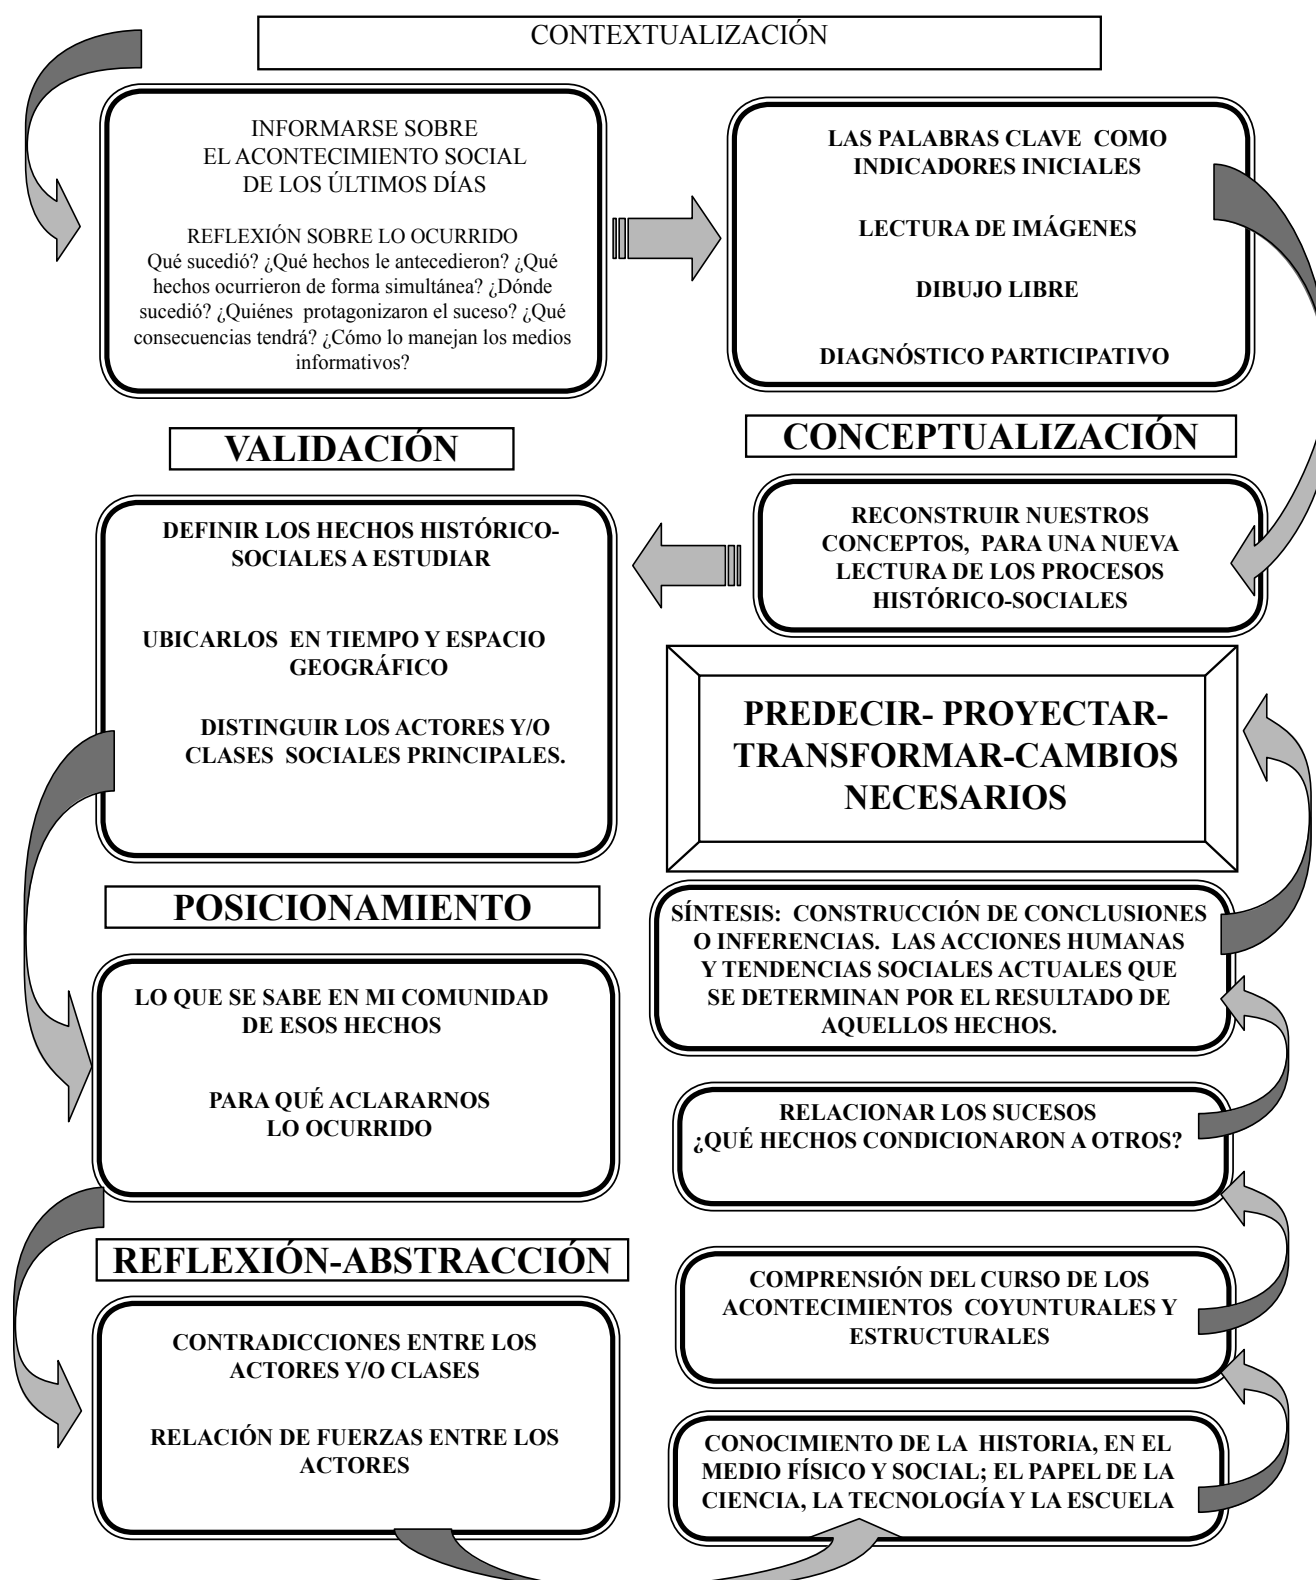 CONTEXTUALIZACIÓN
INFORMARSE SOBRE
EL ACONTECIMIENTO SOCIAL
DE LOS ÚLTIMOS DÍAS
REFLEXIÓN SOBRE LO OCURRIDO
Qué sucedió? ¿Qué hechos le antecedieron? ¿Qué
hechos ocurrieron de forma simultánea? ¿Dónde
sucedió? ¿Quiénes protagonizaron el suceso? ¿Qué
consecuencias tendrá? ¿Cómo lo manejan los medios
informativos?
LAS PALABRAS CLAVE COMO
INDICADORES INICIALES
LECTURA DE IMÁGENES
DIBUJO LIBRE
DIAGNÓSTICO PARTICIPATIVO
CONCEPTUALIZACIÓN
RECONSTRUIR NUESTROS
CONCEPTOS, PARA UNA NUEVA
LECTURA DE LOS PROCESOS
HISTÓRICO-SOCIALES
VALIDACIÓN
DEFINIR LOS HECHOS HISTÓRICO-
SOCIALES A ESTUDIAR
UBICARLOS EN TIEMPO Y ESPACIO
GEOGRÁFICO
DISTINGUIR LOS ACTORES Y/O
CLASES SOCIALES PRINCIPALES.
POSICIONAMIENTO
LO QUE SE SABE EN MI COMUNIDAD
DE ESOS HECHOS
PARA QUÉ ACLARARNOS
LO OCURRIDO
REFLEXIÓN-ABSTRACCIÓN
CONTRADICCIONES ENTRE LOS
ACTORES Y/O CLASES
RELACIÓN DE FUERZAS ENTRE LOS
ACTORES
CONOCIMIENTO DE LA HISTORIA, EN EL
MEDIO FÍSICO Y SOCIAL; EL PAPEL DE LA
CIENCIA, LA TECNOLOGÍA Y LA ESCUELA
COMPRENSIÓN DEL CURSO DE LOS
ACONTECIMIENTOS COYUNTURALES Y
ESTRUCTURALES
RELACIONAR LOS SUCESOS
¿QUÉ HECHOS CONDICIONARON A OTROS?
SÍNTESIS: CONSTRUCCIÓN DE CONCLUSIONES
O INFERENCIAS. LAS ACCIONES HUMANAS
Y TENDENCIAS SOCIALES ACTUALES QUE
SE DETERMINAN POR EL RESULTADO DE
AQUELLOS HECHOS.
PREDECIR- PROYECTAR-
TRANSFORMAR-CAMBIOS
NECESARIOS